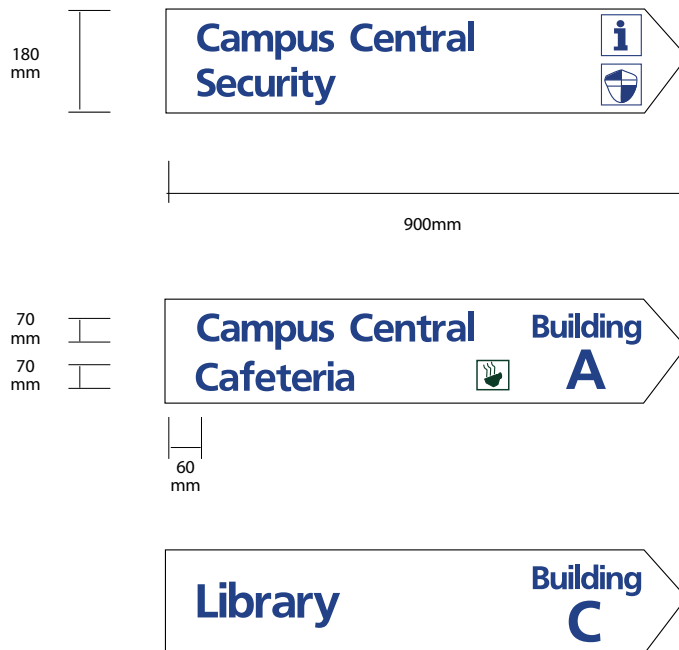 180
mm
Campus Central
Security
i
900mm
70
mm
70
mm
Campus Central
Cafeteria
Building
A
60
mm
Library
Building
C